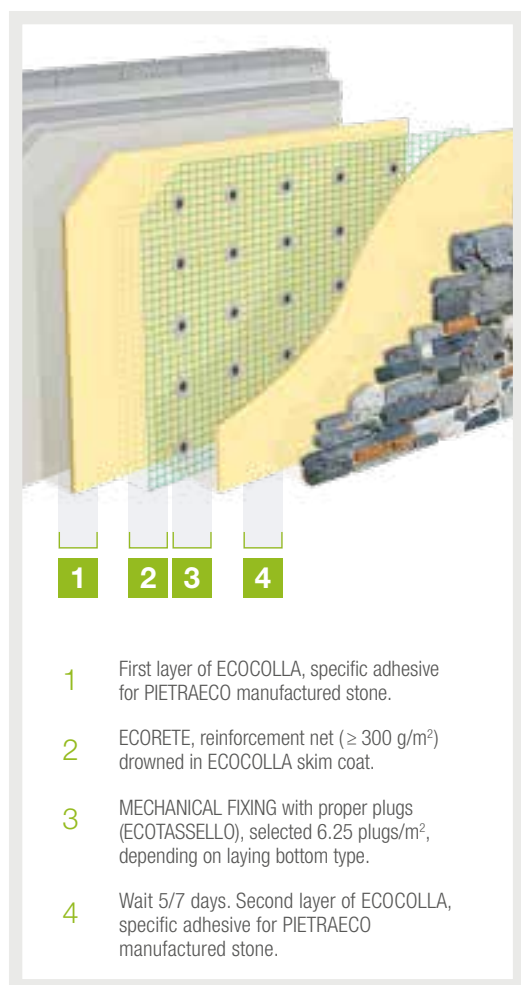 1 2 3 4
1 First layer of ECOCOLLA, specific adhesive
for PIETRAECO manufactured stone.
2 ECORETE, reinforcement net (≥ 300 g/m²)
drowned in ECOCOLLA skim coat.
3 MECHANICAL FIXING with proper plugs
(ECOTASSELLO), selected 6.25 plugs/m²,
depending on laying bottom type.
4 Wait 5/7 days. Second layer of ECOCOLLA,
specific adhesive for PIETRAECO
manufactured stone.